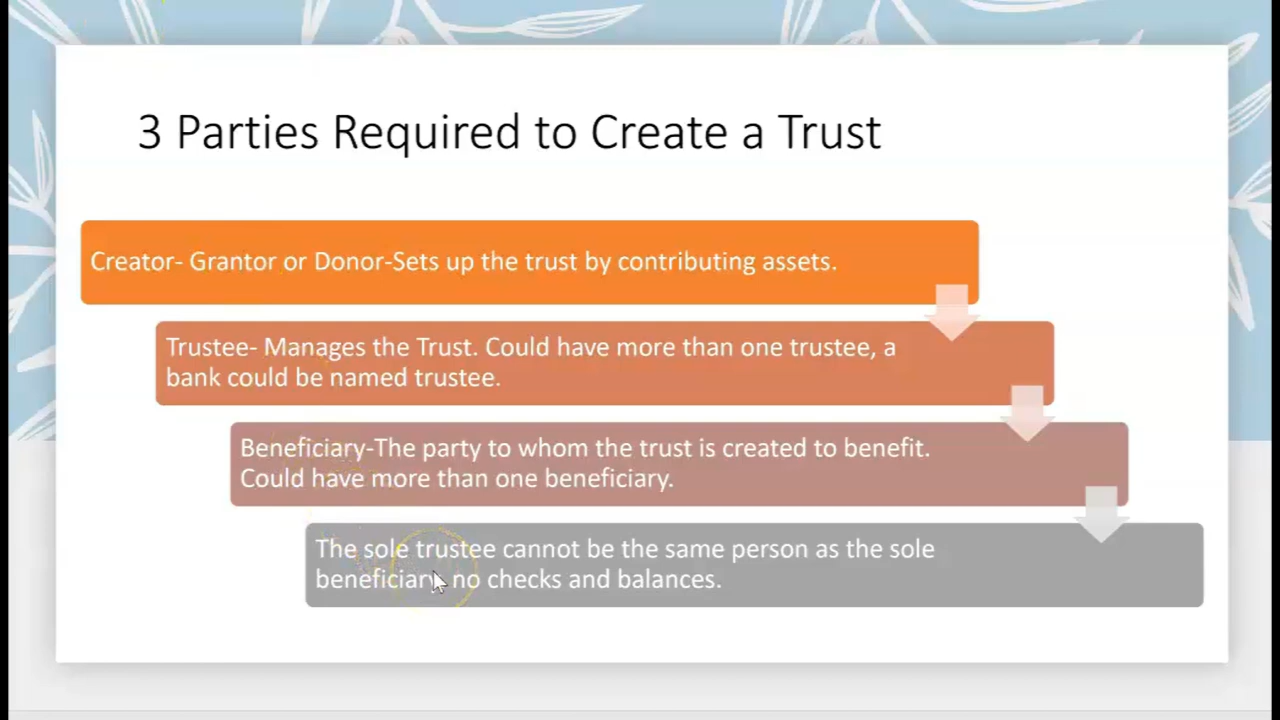 3 Parties Required to Create a Trust
Creator- Grantor or Donor-Sets up the trust by contributing assets.
Trustee- Manages the Trust. Could have more than one trustee, a
bank could be named trustee.
Beneficiary-The party to whom the trust is created to benefit.
Could have more than one beneficiary.
The sole trustee cannot be the same person as the sole
beneficiary no checks and balances.